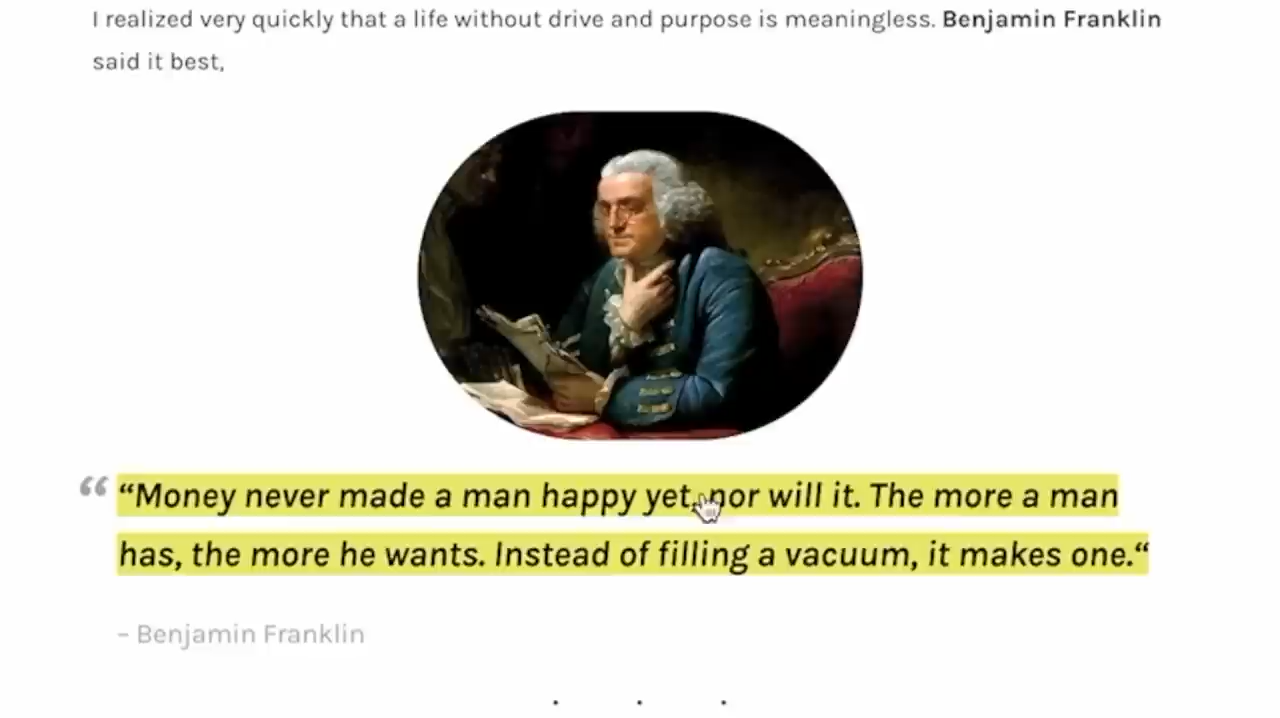 I realized very quickly that a life without drive and purpose is meaningless. Benjamin Franklin
said it best,
“Money never made a man happy yet, nor will it. The more a man
has, the more he wants. Instead of filling a vacuum, it makes one.“
– Benjamin Franklin
. . .